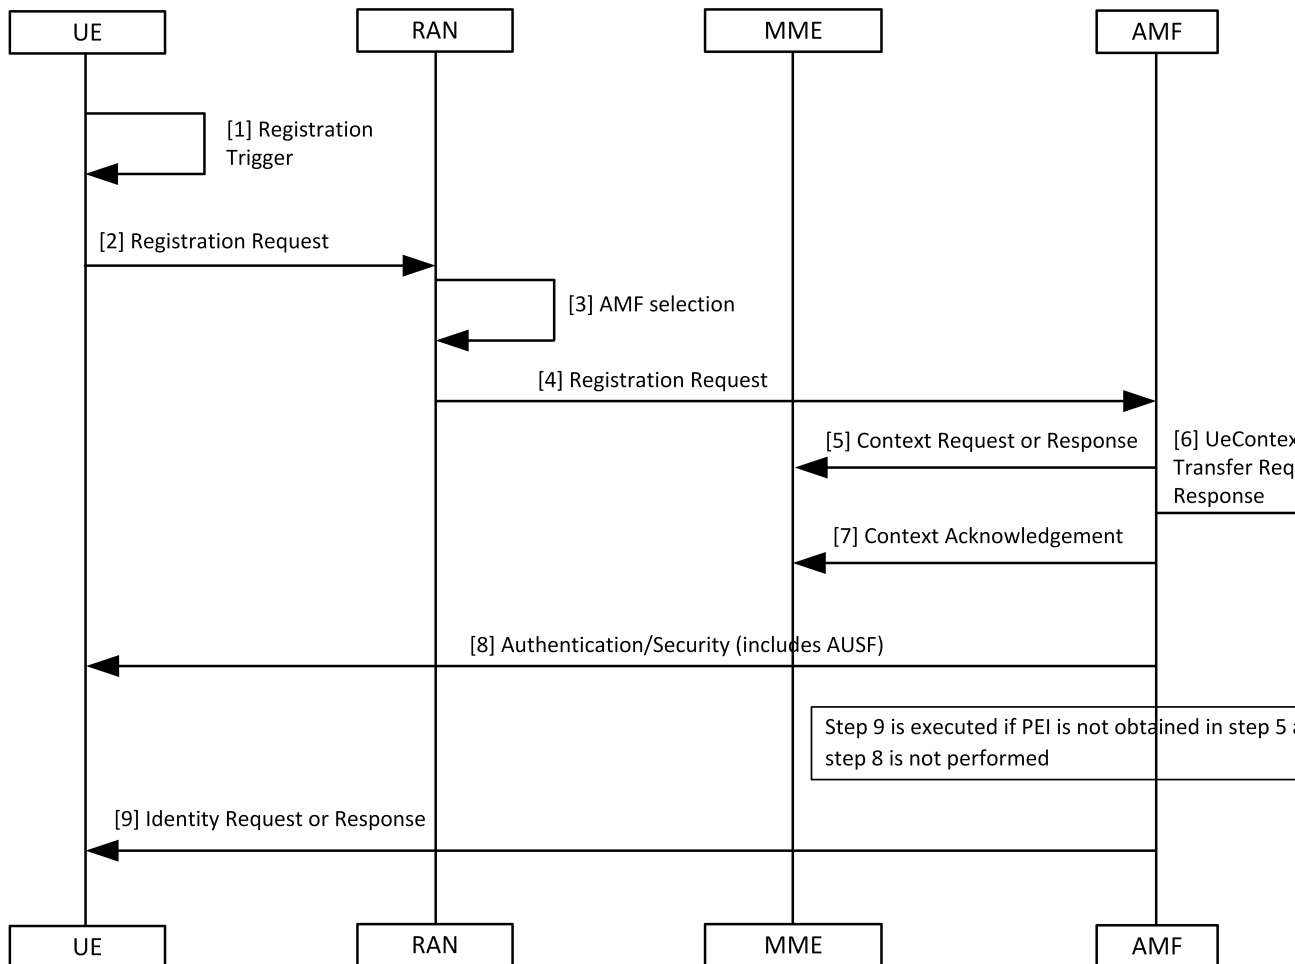 UE
RAN
MME
AMF
[1] Registration
Trigger
[2] Registration Request
[3] AMF selection
[4] Registration Request
[5] Context Request or Response
[6]
Transfer
Response
[7] Context Acknowledgement
[8] Authentication/Security (includes AUSF)
Step 9 is executed if PEI is not obtained in step 5
step 8 is not performed
[9] Identity Request or Response
UE
RAN
MME
AMF